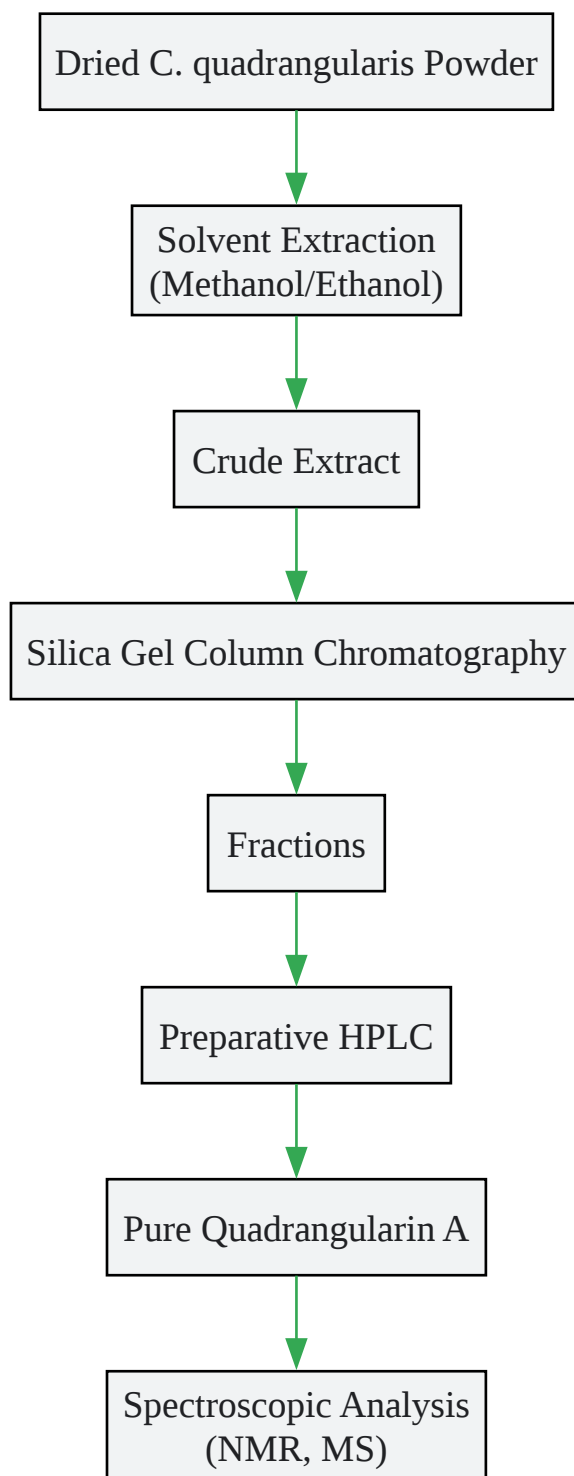 Dried C. quadrangularis Powder
Solvent Extraction
(Methanol/Ethanol)
Crude Extract
Silica Gel Column Chromatography
Fractions
Preparative HPLC
Pure Quadrangularin A
Spectroscopic Analysis
(NMR, MS)